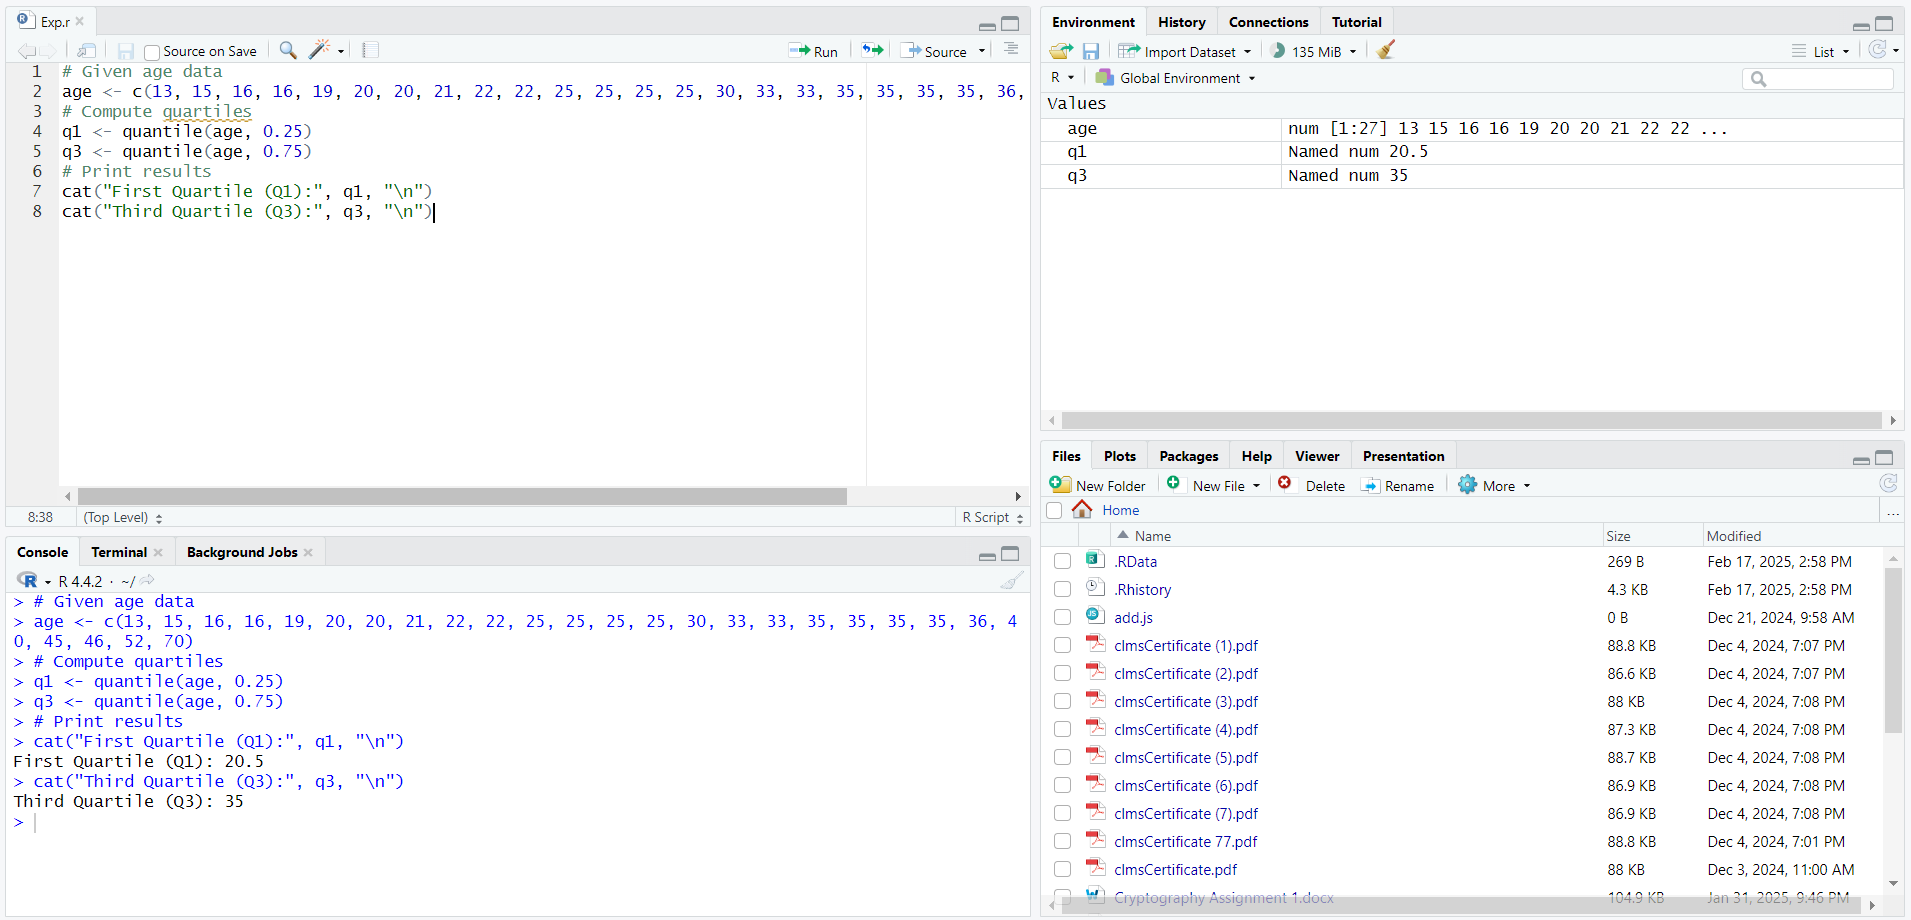 Exp.r
Source on Save
Run
Source
1 # Given age data
2 age <- c(13, 15, 16, 16, 19, 20, 20, 21, 22, 22, 25, 25, 25, 25, 30, 33, 33, 35, 35, 35, 35, 36,
3 # Compute quartiles
4 q1 <- quantile(age, 0.25)
5 q3 <- quantile(age, 0.75)
6 # Print results
7 cat("First Quartile (Q1):", q1, "\n")
8 cat("Third Quartile (Q3):", q3, "\n")
8:38 (Top Level) R Script
Console Terminal Background Jobs
R 4.4.2 · ~/
> # Given age data
> age <- c(13, 15, 16, 16, 19, 20, 20, 21, 22, 22, 25, 25, 25, 25, 30, 33, 33, 35, 35, 35, 35, 36, 4
0, 45, 46, 52, 70)
> # Compute quartiles
> q1 <- quantile(age, 0.25)
> q3 <- quantile(age, 0.75)
> # Print results
> cat("First Quartile (Q1):", q1, "\n")
First Quartile (Q1): 20.5
> cat("Third Quartile (Q3):", q3, "\n")
Third Quartile (Q3): 35
>
Environment History Connections Tutorial
Import Dataset 135 MiB List
R Global Environment
Values
age num [1:27] 13 15 16 16 19 20 20 21 22 22 ...
q1 Named num 20.5
q3 Named num 35
Files Plots Packages Help Viewer Presentation
New Folder New File Delete Rename More
Home ...
Name Size Modified
.RData 269 B Feb 17, 2025, 2:58 PM
.Rhistory 4.3 KB Feb 17, 2025, 2:58 PM
add.js 0 B Dec 21, 2024, 9:58 AM
clmsCertificate (1).pdf 88.8 KB Dec 4, 2024, 7:07 PM
clmsCertificate (2).pdf 86.6 KB Dec 4, 2024, 7:07 PM
clmsCertificate (3).pdf 88 KB Dec 4, 2024, 7:08 PM
clmsCertificate (4).pdf 87.3 KB Dec 4, 2024, 7:08 PM
clmsCertificate (5).pdf 88.7 KB Dec 4, 2024, 7:08 PM
clmsCertificate (6).pdf 86.9 KB Dec 4, 2024, 7:08 PM
clmsCertificate (7).pdf 86.9 KB Dec 4, 2024, 7:08 PM
clmsCertificate 77.pdf 88.8 KB Dec 4, 2024, 7:01 PM
clmsCertificate.pdf 88 KB Dec 3, 2024, 11:00 AM
Cryptography Assignment 1.docx 104.9 KB Jan 31, 2025, 9:46 PM